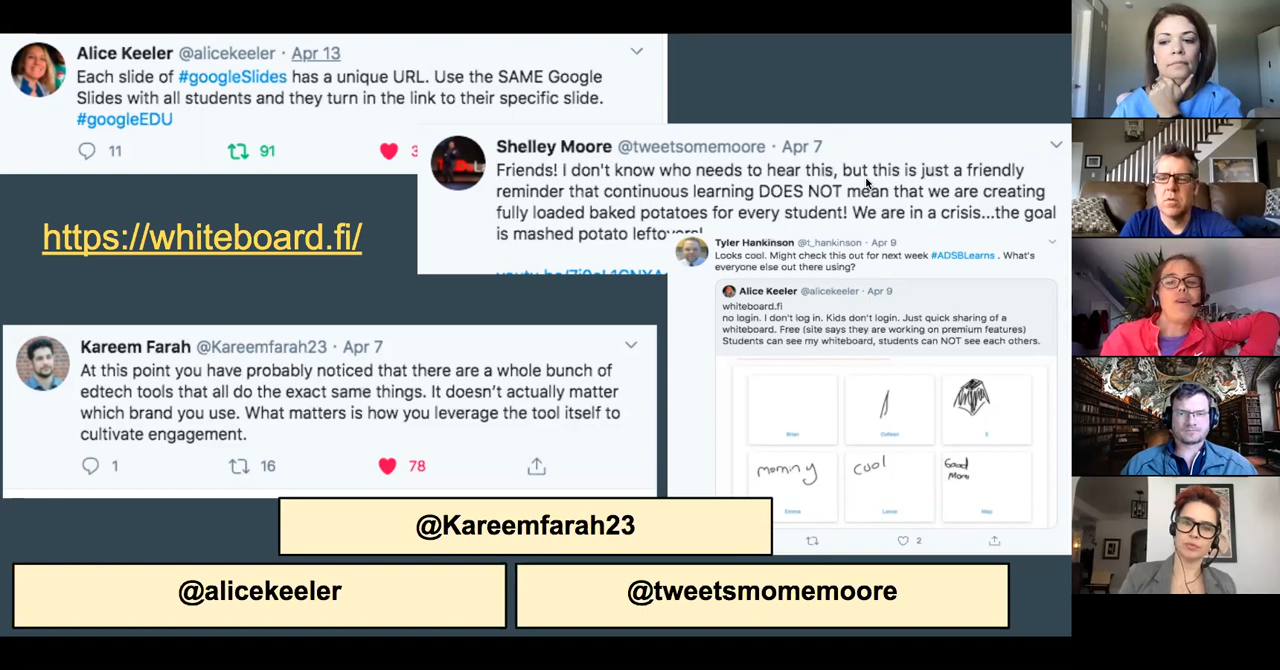 Alice Keeler @alicekeeler · Apr 13
Each slide of #googleSlides has a unique URL. Use the SAME Google
Slides with all students and they turn in the link to their specific slide.
#googleEDU
11 91 3
Shelley Moore @tweetsomemoore · Apr 7
Friends! I don't know who needs to hear this, but this is just a friendly
reminder that continuous learning DOES NOT mean that we are creating
fully loaded baked potatoes for every student! We are in a crisis...the goal
is mashed potato leftovers!
https://whiteboard.fi/
Tyler Hankinson @t_hankinson · Apr 9
Looks cool. Might check this out for next week #ADSBLearns . What's
everyone else out there using?
Alice Keeler @alicekeeler · Apr 9
whiteboard.fi
no login. I don't log in. Kids don't login. Just quick sharing of a
whiteboard. Free (site says they are working on premium features)
Students can see my whiteboard, students can NOT see each others.
Brian Colleen S
morniny cool Good
Morni
Emma Lance Map
2
Kareem Farah @Kareemfarah23 · Apr 7
At this point you have probably noticed that there are a whole bunch of
edtech tools that all do the exact same things. It doesn't actually matter
which brand you use. What matters is how you leverage the tool itself to
cultivate engagement.
1 16 78
@Kareemfarah23
@alicekeeler @tweetsmomemoore